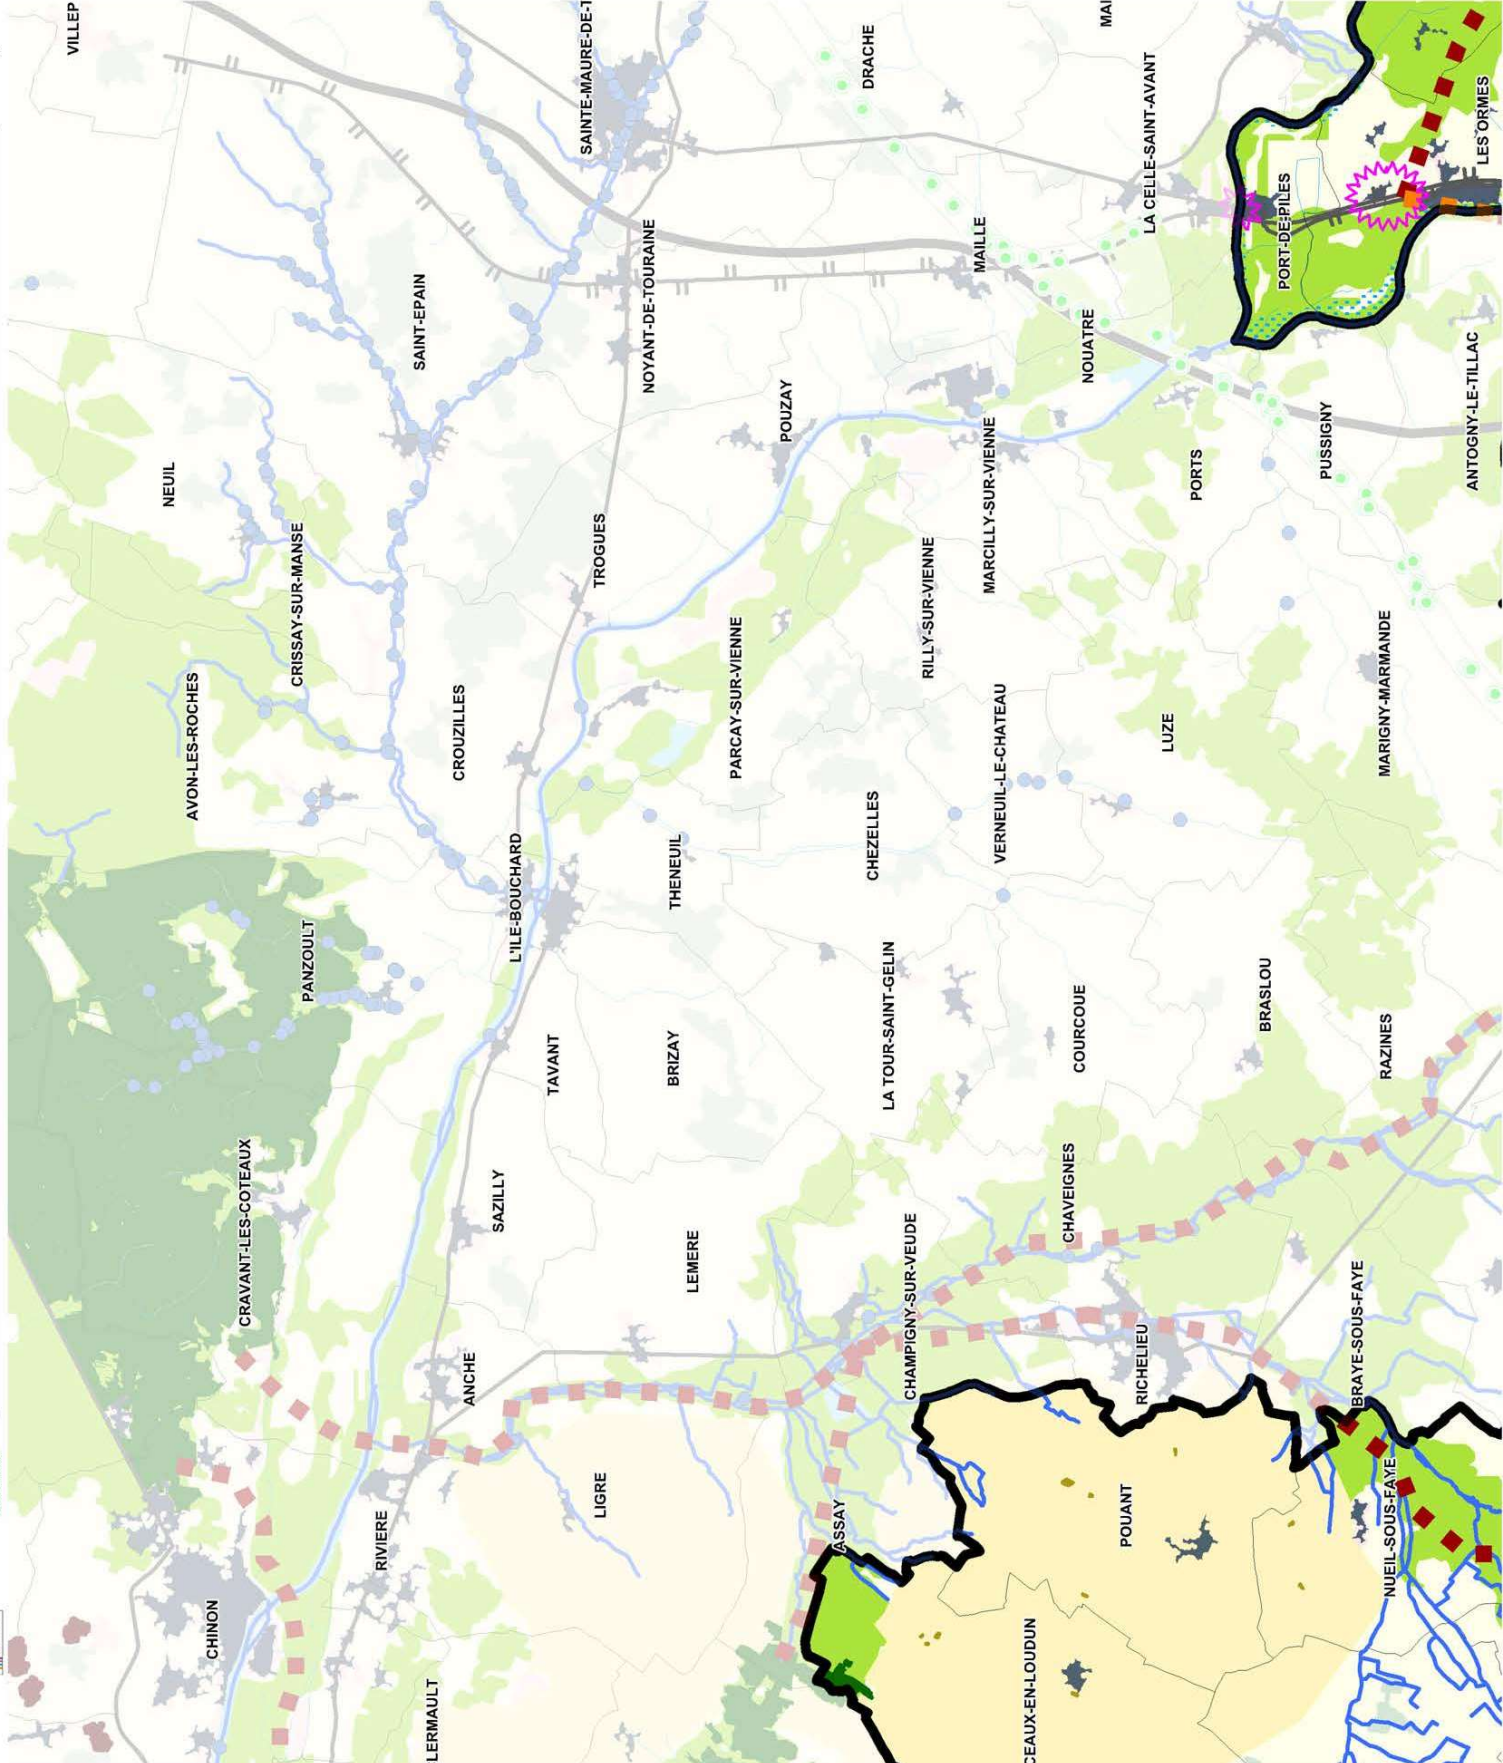 VILLEP
SAINTE-MAURE-DE-T
DRACHE
MAI
LA CELLE-SAINT-AVANT
LES ORMES
PORT-DE-PILES
MAILLE
NOYANT-DE-TOURAINE
SAINT-EPAIN
NOUATRE
ANTOGNY-LE-TILLAC
POUZAY
PUSSIGNY
PORTS
MARCILLY-SUR-VIENNE
NEUIL
TROGUES
CRISSAY-SUR-MANSE
RILLY-SUR-VIENNE
PARCAY-SUR-VIENNE
MARIGNY-MARMANDE
AVON-LES-ROCHES
CROUZILLES
LUZE
VERNEUIL-LE-CHATEAU
CHEZELLES
THENEUIL
L'ILE-BOUCHARD
PANZOULT
BRASLOU
LA TOUR-SAINT-GELIN
COURCOUE
RAZINES
BRIZAY
TAVANT
CRAVANT-LES-COTEAUX
SAZILLY
CHAVEIGNES
LEMERE
CHAMPIGNY-SUR-VEUDE
BRAYE-SOUS-FAYE
RICHELIEU
ANCHE
LIGRE
ASSAY
POUANT
NUEIL-SOUS-FAYE
RIVIERE
CHINON
CEAUX-EN-LOUDUN
LERMAULT